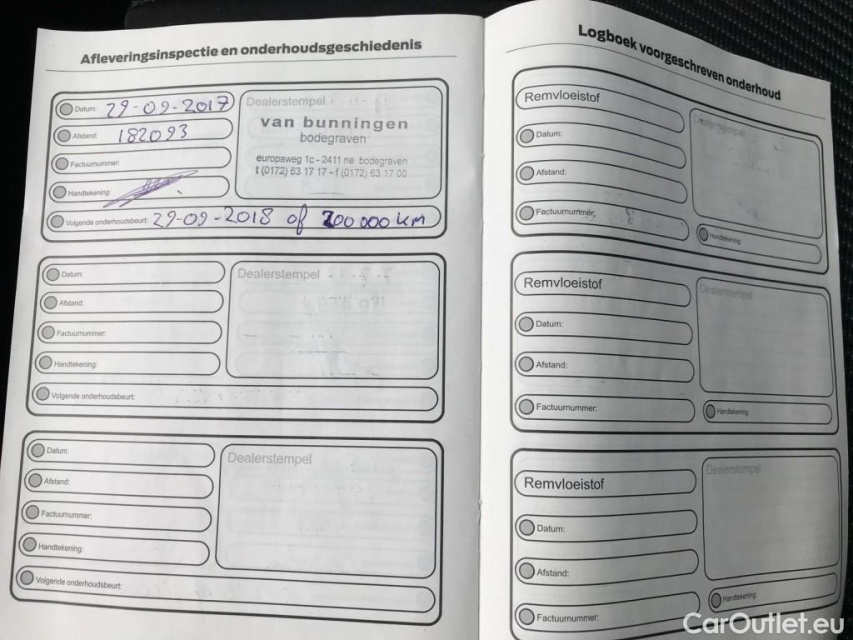 Afleveringsinspectie en onderhoudsgeschiedenis
Datum: 29-09-2017
Afstand: 182093
Factuurnummer:
Handtekening:
Volgende onderhoudsbeurt: 29-09-2018 of 200000 km
Dealerstempel
van bunningen
bodegraven
europaweg 1c - 2411 ne bodegraven
t (0172) 63 17 17 - f (0172) 63 17 00
Datum:
Afstand:
Factuurnummer:
Handtekening:
Volgende onderhoudsbeurt:
Dealerstempel
Datum:
Afstand:
Factuurnummer:
Handtekening:
Volgende onderhoudsbeurt:
Dealerstempel
Logboek voorgeschreven onderhoud
Remvloeistof
Datum:
Afstand:
Factuurnummer:
Dealerstempel
Handtekening:
Remvloeistof
Datum:
Afstand:
Factuurnummer:
Dealerstempel
Handtekening:
Remvloeistof
Datum:
Afstand:
Factuurnummer:
Dealerstempel
Handtekening:
CarOutlet.eu